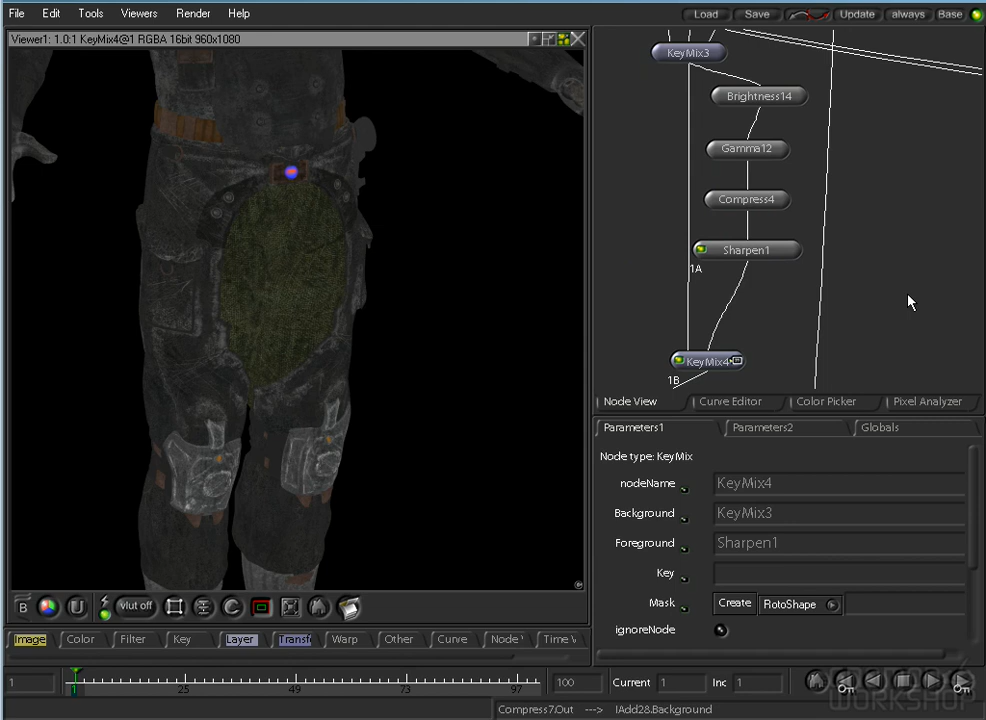 File Edit Tools Viewers Render Help Load Save Update always Base
Viewer1: 1.0:1 KeyMix4@1 RGBA 16bit 960x1080
KeyMix3
Brightness14
Gamma12
Compress4
Sharpen1
1A
KeyMix4
1B
Node View Curve Editor Color Picker Pixel Analyzer
Parameters1 Parameters2 Globals
Node type: KeyMix
nodeName KeyMix4
Background KeyMix3
Foreground Sharpen1
Key
Mask Create RotoShape
ignoreNode
B U vlut off
Image Color Filter Key Layer Transf Warp Other Curve Node Time V
1 1 25 49 73 97 100 Current 1 Inc 1
Compress7.Out ---> IAdd28.Background
WORKSHOP